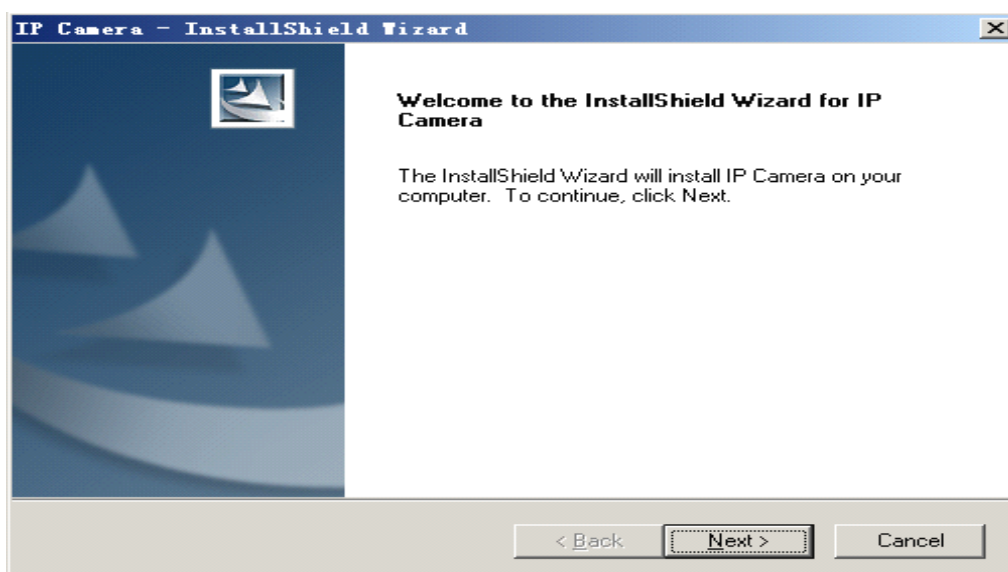 IP Camera - InstallShield Wizard
Welcome to the InstallShield Wizard for IP
Camera
The InstallShield Wizard will install IP Camera on your
computer. To continue, click Next.
< Back
Next >
Cancel